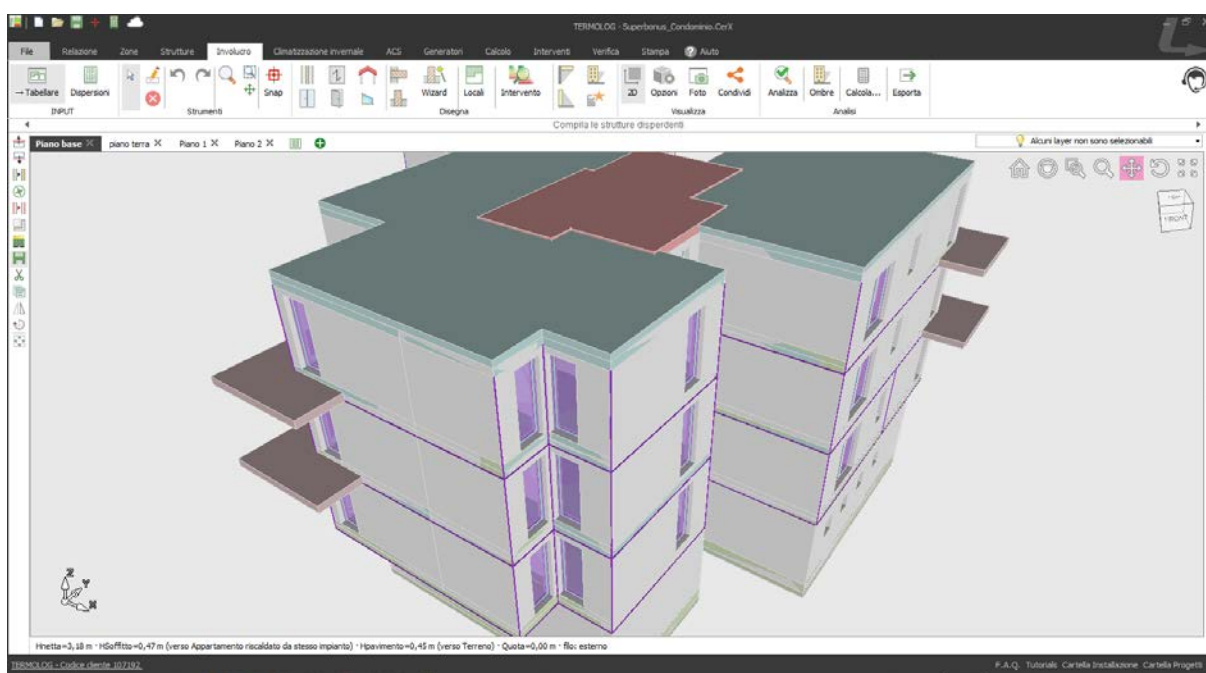 TERMOLOG - Superbonus_Condominio.CerX
File Relazione Zone Strutture Involucro Climatizzazione invernale ACS Generatori Calcolo Interventi Verifica Stampa Aiuto
Tabellare Dispersioni Snap Wizard Locali Intervento 2D Opzioni Foto Condividi Analizza Ombre Calcola... Esporta
INPUT Strumenti Disegna Visualizza Analisi
Compila le strutture disperdenti
Piano base piano terra Piano 1 Piano 2 Alcuni layer non sono selezionabili
FRONT
Z
Y
X
Hnetta=3,18 m - HSoffitto=0,47 m (verso Appartamento riscaldato da stesso impianto) - Hpavimento=0,45 m (verso Terreno) - Quota=0,00 m - filo: esterno
TERMOLOG - Codice cliente 107192 F.A.Q. Tutorials Cartella Installazione Cartella Progetti